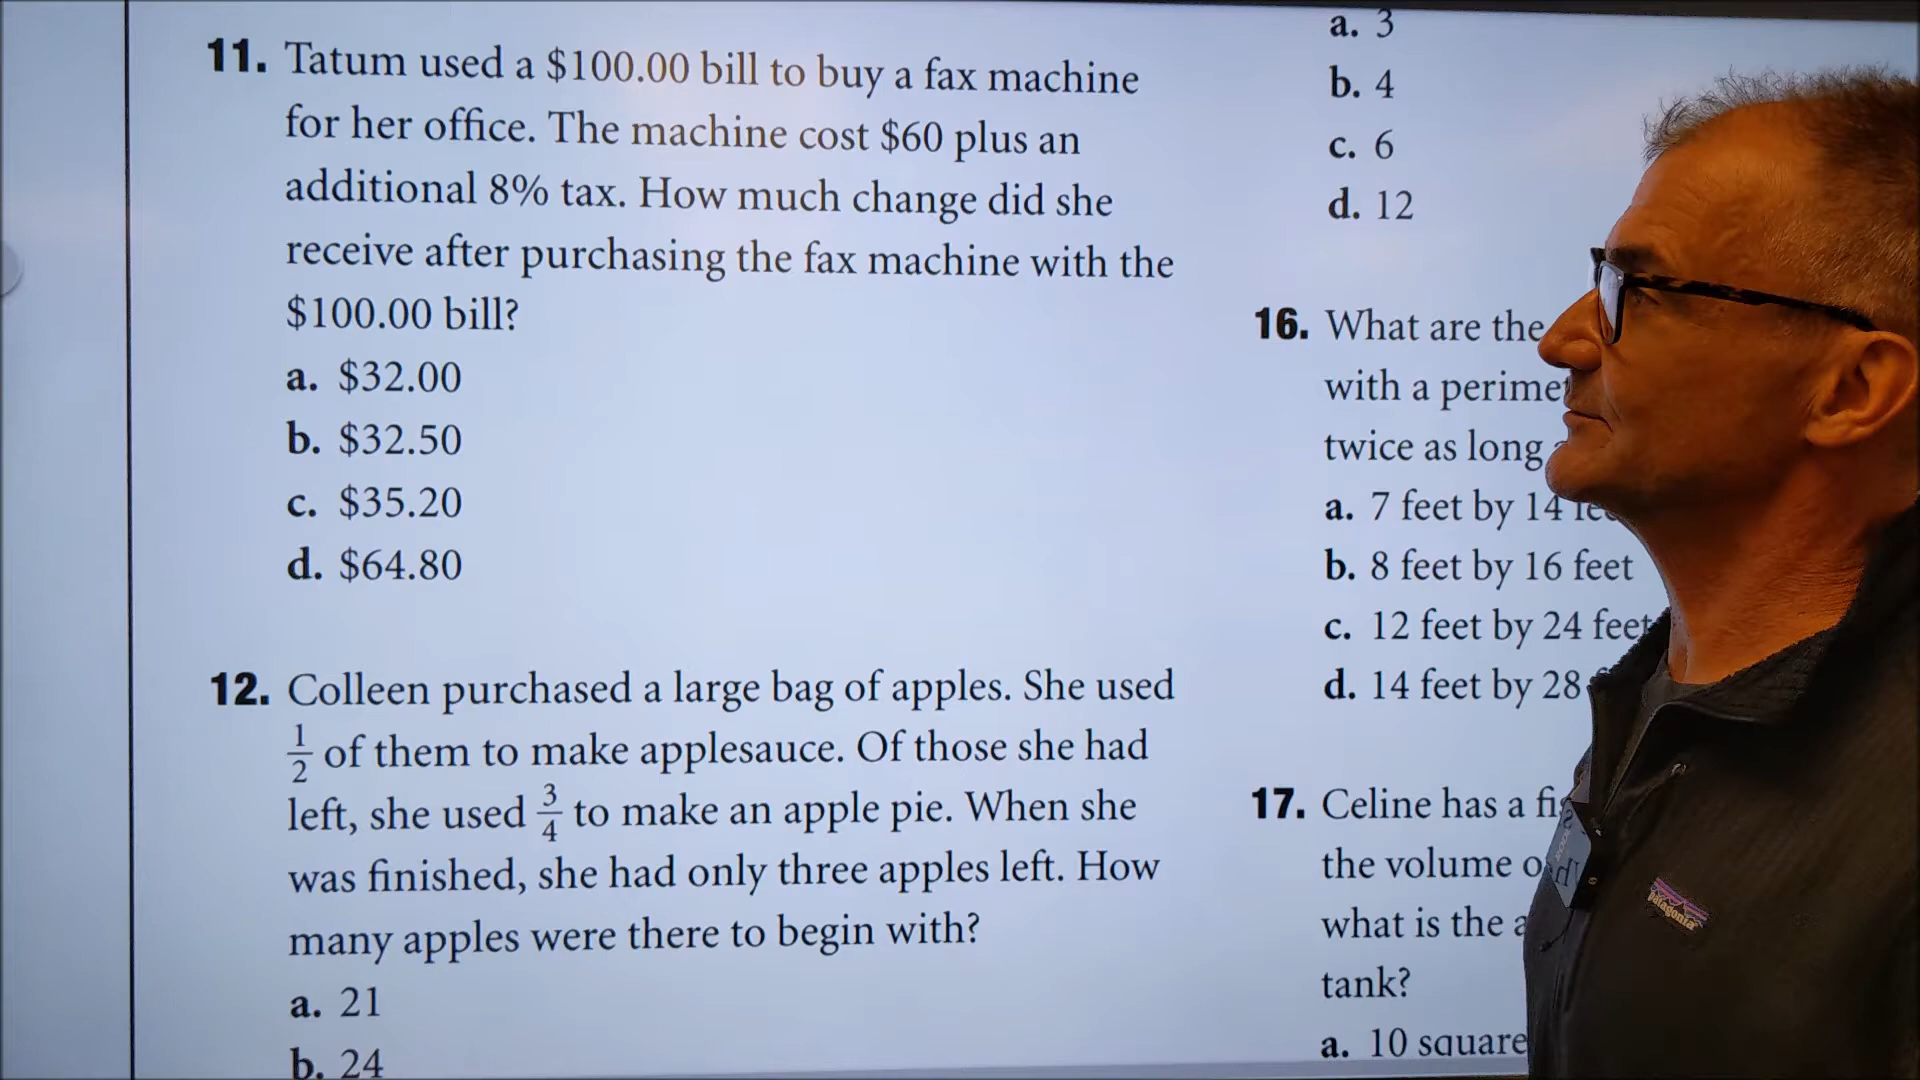 11. Tatum used a $100.00 bill to buy a fax machine
for her office. The machine cost $60 plus an
additional 8% tax. How much change did she
receive after purchasing the fax machine with the
$100.00 bill?
a. $32.00
b. $32.50
c. $35.20
d. $64.80
12. Colleen purchased a large bag of apples. She used
1/2 of them to make applesauce. Of those she had
left, she used 3/4 to make an apple pie. When she
was finished, she had only three apples left. How
many apples were there to begin with?
a. 21
b. 24
a. 3
b. 4
c. 6
d. 12
16. What are the
with a
twice as long
a. 7 feet by 14
b. 8 feet by 16 feet
c. 12 feet by 24 feet
d. 14 feet by 28
17. Celine has a
the volume
what is the
tank?
a. 10 square
patagonia